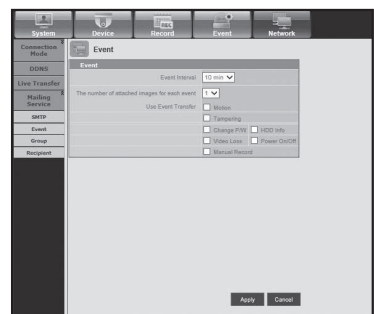 System Device Record Event Network
Connection Mode
DDNS
Live Transfer
Mailing Service
SMTP
Event
Group
Recipient
Event
Event
Event Interval 10 min
The number of attached images for each event 1
Use Event Transfer Motion
Tampering
Change P/W HDD Info
Video Loss Power On/Off
Manual Record
Apply Cancel